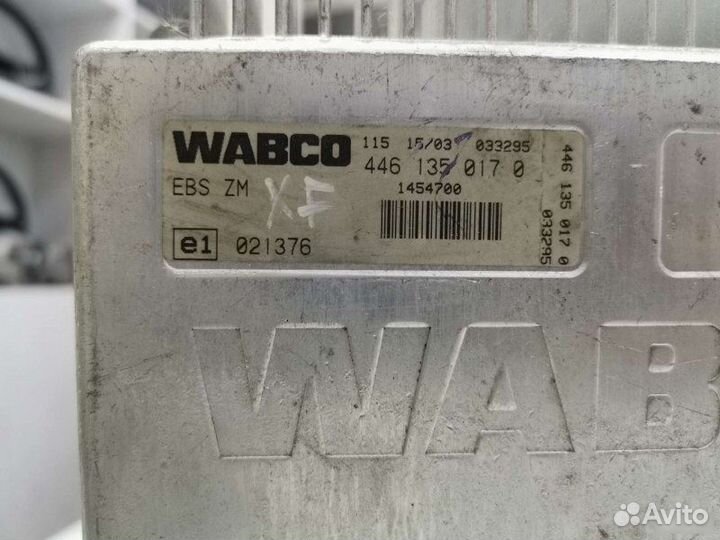 WABCO 115 15/03 033295
446 135 017 0
EBS ZM XF 1454700
e1 021376
446 135 017 0
033295
WAB
Avito